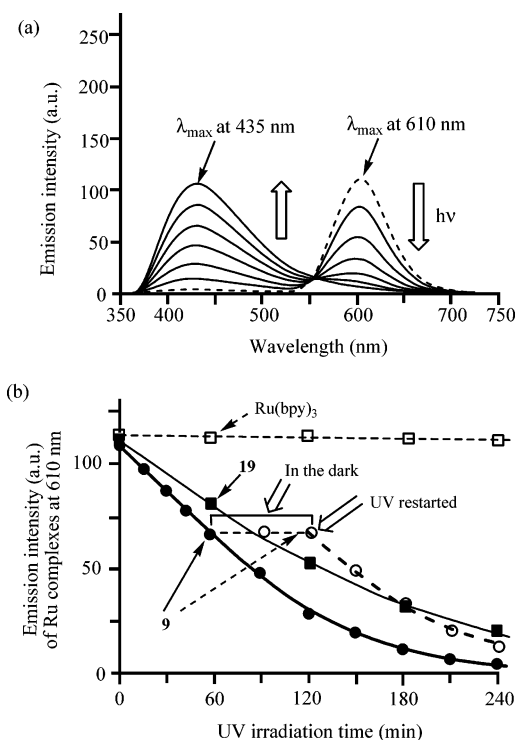 (a)
250
200
150
100
50
0
Emission intensity (a.u.)
λmax at 435 nm
λmax at 610 nm
hν
350 400 500 600 700 750
Wavelength (nm)
(b)
Ru(bpy)3
100
50
0
Emission intensity (a.u.)
of Ru complexes at 610 nm
19
In the dark
UV restarted
9
0 60 120 180 240
UV irradiation time (min)